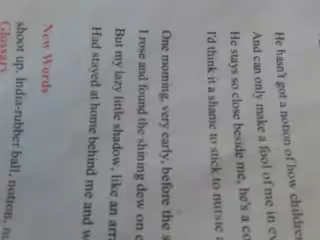 He hasn't got a notion of how children
And can only make a fool of me in ev
He stays so close beside me, he's a co
I'd think it a shame to stick to nursie a
One morning, very early, before the s
I rose and found the shining dew on e
But my lazy little shadow, like an arr
Had stayed at home behind me and w
New Words
shoot up, India-rubber ball, notion, nu
Glossary